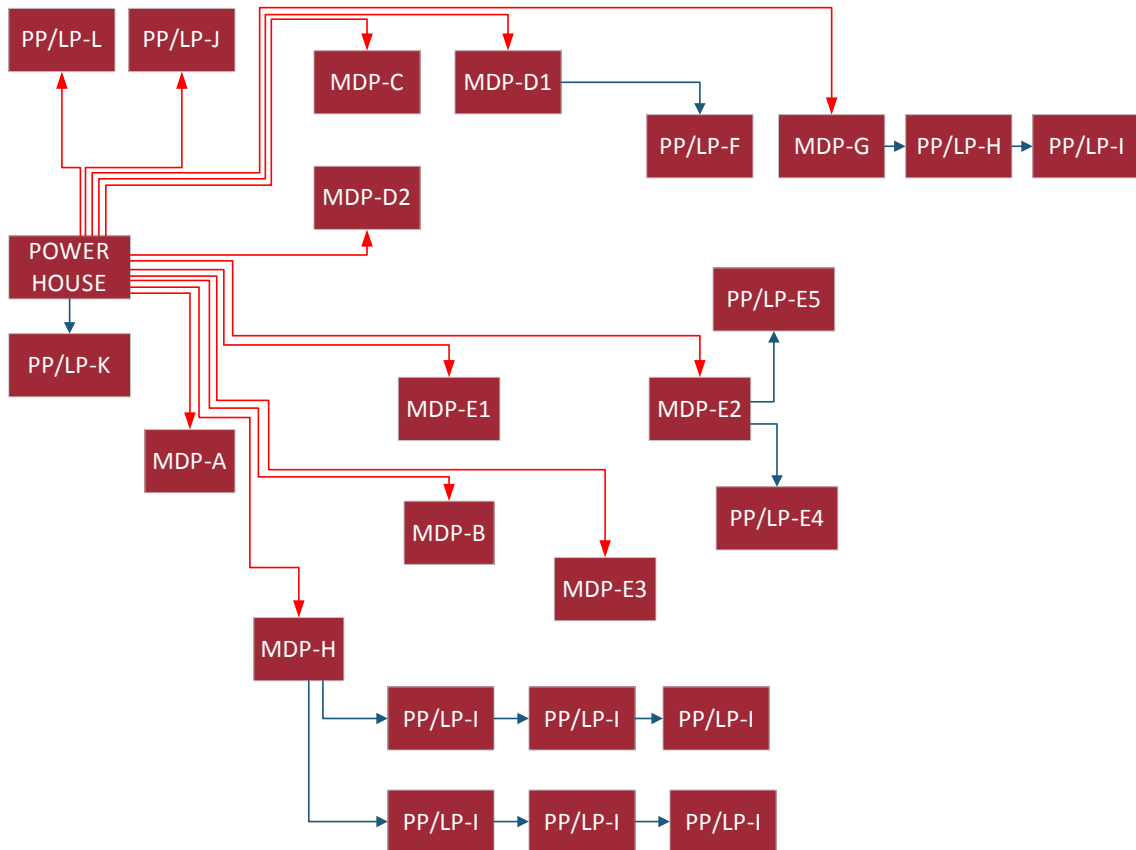 PP/LP-L
PP/LP-J
MDP-C
MDP-D1
PP/LP-F
MDP-G
PP/LP-H
PP/LP-I
MDP-D2
POWER
HOUSE
PP/LP-E5
PP/LP-K
MDP-E1
MDP-E2
MDP-A
MDP-B
PP/LP-E4
MDP-E3
MDP-H
PP/LP-I
PP/LP-I
PP/LP-I
PP/LP-I
PP/LP-I
PP/LP-I